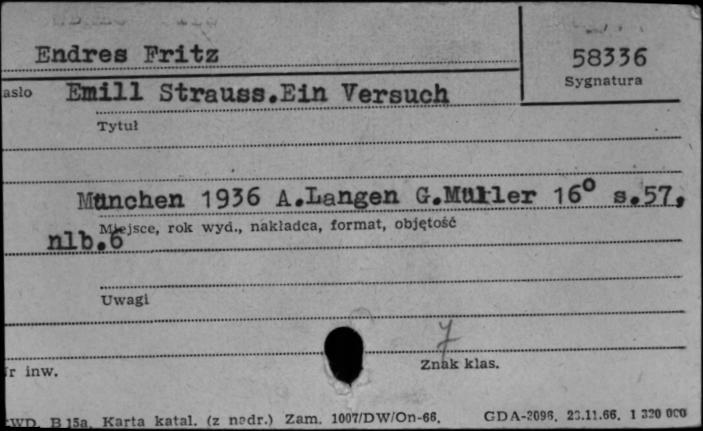 Endres Fritz
58336
Sygnatura
asło Emill Strauss.Ein Versuch
Tytuł
München 1936 A.Langen G.Müller 16° s.57,
Miejsce, rok wyd., nakładca, format, objętość
nlb.6
Uwagi
7
Znak klas.
r inw.
WD. B 15a. Karta katal. (z nadr.) Zam. 1007/DW/On-66. GDA-2096. 23.11.66. 1 320 000